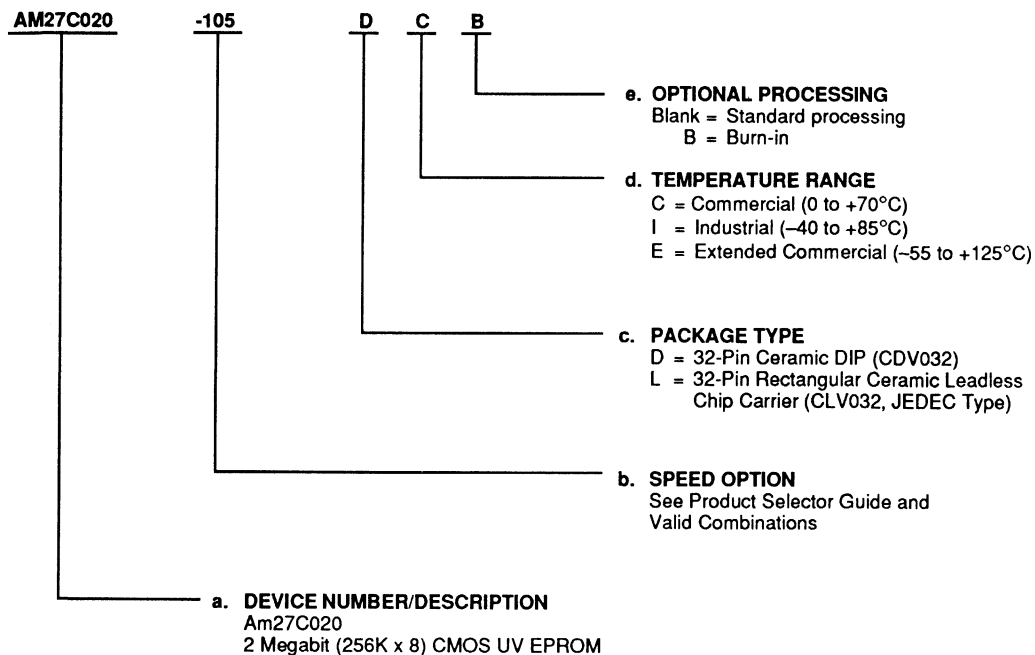 AM27C020 -105 D C B
e. OPTIONAL PROCESSING
Blank = Standard processing
B = Burn-in
d. TEMPERATURE RANGE
C = Commercial (0 to +70°C)
I = Industrial (–40 to +85°C)
E = Extended Commercial (–55 to +125°C)
c. PACKAGE TYPE
D = 32-Pin Ceramic DIP (CDV032)
L = 32-Pin Rectangular Ceramic Leadless
Chip Carrier (CLV032, JEDEC Type)
b. SPEED OPTION
See Product Selector Guide and
Valid Combinations
a. DEVICE NUMBER/DESCRIPTION
Am27C020
2 Megabit (256K x 8) CMOS UV EPROM